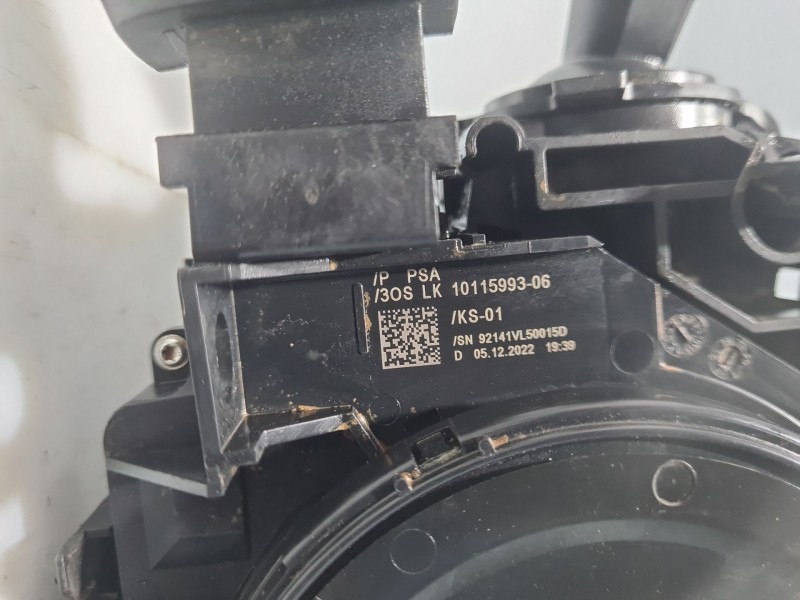 /P PSA
/3OS LK 10115993-06
/KS-01
/SN 92141VL50015D
D 05.12.2022 19:39